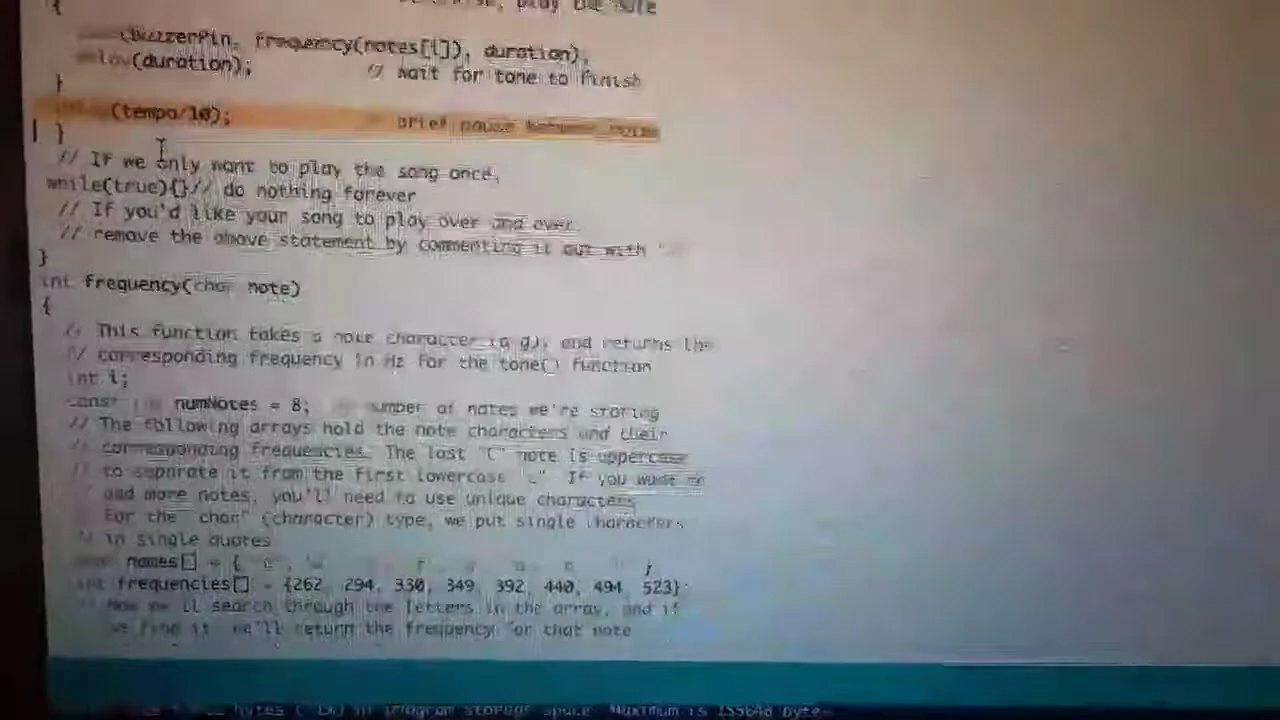 {
play the
(buzzerPin, frequency(notes[i]), duration);
(duration); // wait for tone to finish
}
(tempo/10); brief pause between
}
// If we only want to play the song once,
while(true){}// do nothing forever
// If you'd like your song to play over and over
// remove the above statement by commenting it out with
}
int frequency(char note)
{
// This function takes a note character and returns the
// corresponding frequency in Hz for the tone() function
int i;
const numNotes = 8; number of notes we're storing
// The following arrays hold the note characters and their
// corresponding frequencies. The last "C" note is uppercase
to separate it from the first lowercase If you want
add more notes, you'll need to use unique characters
For the "char" (character) type, we put single characters
// in single quotes
names[] = { }
int frequencies[] = {262, 294, 330, 349, 392, 440, 494, 523};
Now we'll search through the letters in the array, and if
we find it we'll return the frequency for that note
bytes in program storage space. Maximum is